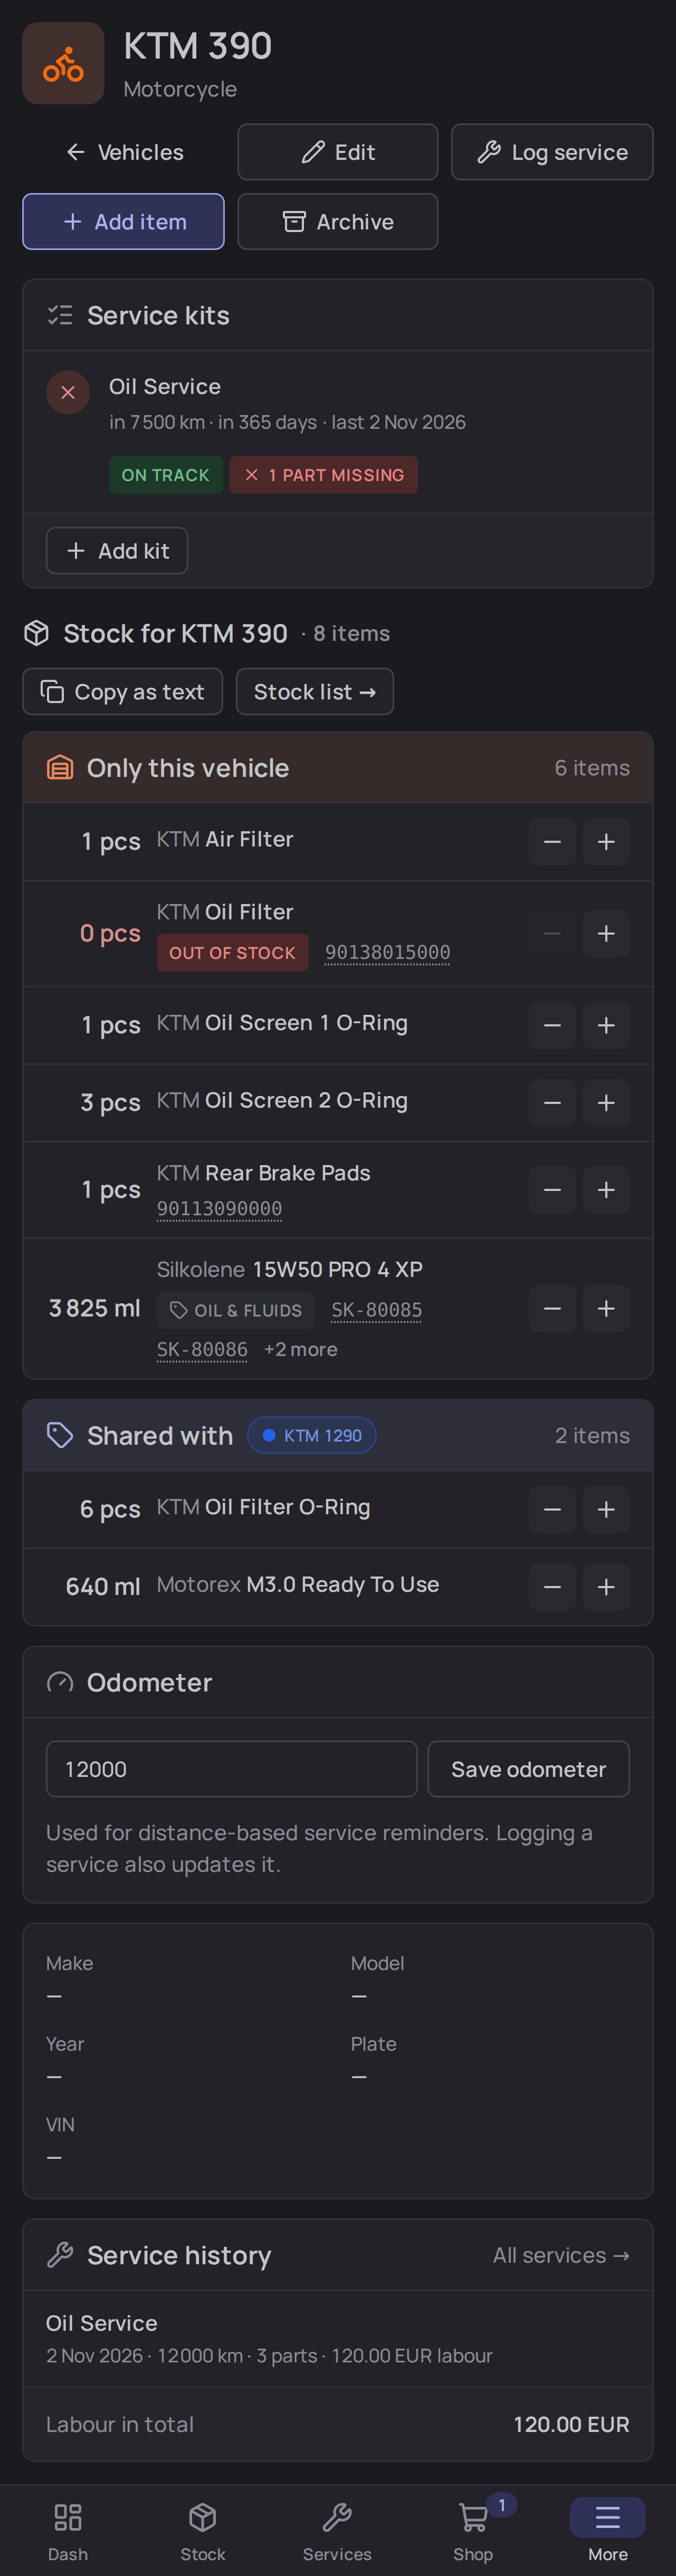 KTM 390
Motorcycle
Vehicles
Edit
Log service
Add item
Archive
Service kits
Oil Service
in 7 500 km · in 365 days · last 2 Nov 2026
ON TRACK
1 PART MISSING
Add kit
Stock for KTM 390 · 8 items
Copy as text
Stock list →
Only this vehicle
6 items
1 pcs KTM Air Filter
0 pcs KTM Oil Filter
OUT OF STOCK 90138015000
1 pcs KTM Oil Screen 1 O-Ring
3 pcs KTM Oil Screen 2 O-Ring
1 pcs KTM Rear Brake Pads
90113090000
3 825 ml Silkolene 15W50 PRO 4 XP
OIL & FLUIDS SK-80085
SK-80086 +2 more
Shared with KTM 1290 2 items
6 pcs KTM Oil Filter O-Ring
640 ml Motorex M3.0 Ready To Use
Odometer
12000
Save odometer
Used for distance-based service reminders. Logging a
service also updates it.
Make
—
Model
—
Year
—
Plate
—
VIN
—
Service history
All services →
Oil Service
2 Nov 2026 · 12 000 km · 3 parts · 120.00 EUR labour
Labour in total 120.00 EUR
1
Dash
Stock
Services
Shop
More